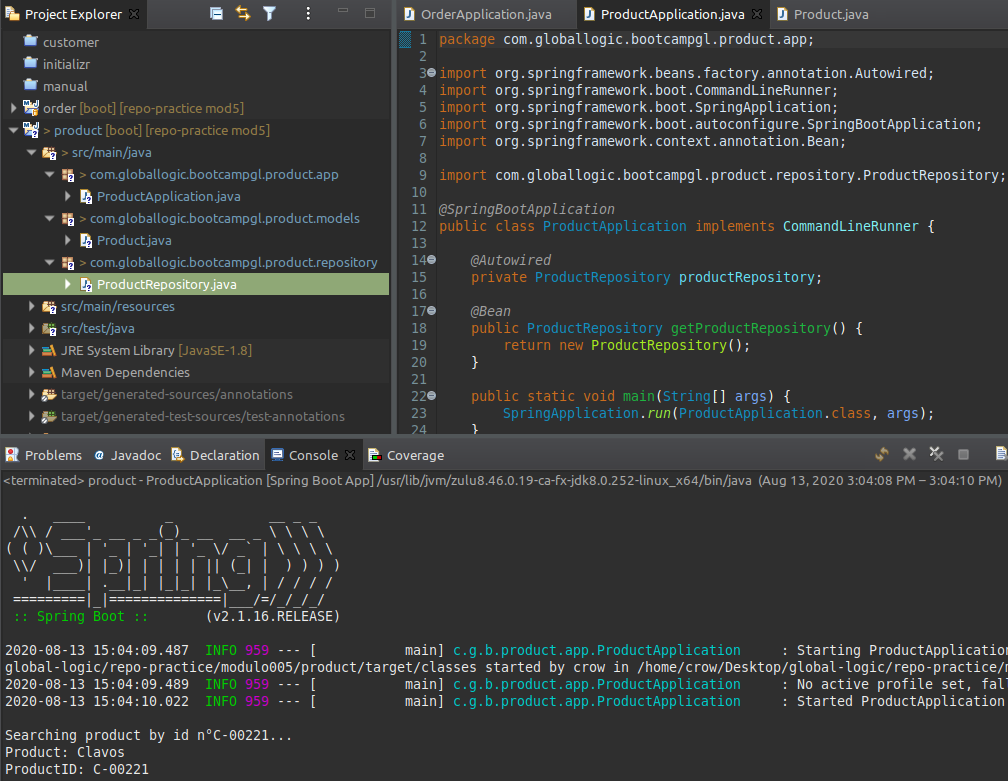 Project Explorer
customer
initializr
manual
order [boot] [repo-practice mod5]
> product [boot] [repo-practice mod5]
> src/main/java
> com.globallogic.bootcampgl.product.app
ProductApplication.java
> com.globallogic.bootcampgl.product.models
Product.java
> com.globallogic.bootcampgl.product.repository
ProductRepository.java
src/main/resources
src/test/java
JRE System Library [JavaSE-1.8]
Maven Dependencies
target/generated-sources/annotations
target/generated-test-sources/test-annotations
OrderApplication.java ProductApplication.java Product.java
1 package com.globallogic.bootcampgl.product.app;
2
3 import org.springframework.beans.factory.annotation.Autowired;
4 import org.springframework.boot.CommandLineRunner;
5 import org.springframework.boot.SpringApplication;
6 import org.springframework.boot.autoconfigure.SpringBootApplication;
7 import org.springframework.context.annotation.Bean;
8
9 import com.globallogic.bootcampgl.product.repository.ProductRepository;
10
11 @SpringBootApplication
12 public class ProductApplication implements CommandLineRunner {
13
14     @Autowired
15     private ProductRepository productRepository;
16
17     @Bean
18     public ProductRepository getProductRepository() {
19         return new ProductRepository();
20     }
21
22     public static void main(String[] args) {
23         SpringApplication.run(ProductApplication.class, args);
24     }
Problems @ Javadoc Declaration Console Coverage
<terminated> product - ProductApplication [Spring Boot App] /usr/lib/jvm/zulu8.46.0.19-ca-fx-jdk8.0.252-linux_x64/bin/java (Aug 13, 2020 3:04:08 PM – 3:04:10 PM)
  .   ____          _            __ _ _
 /\\ / ___'_ __ _ _(_)_ __  __ _ \ \ \ \
( ( )\___ | '_ | '_| | '_ \/ _` | \ \ \ \
 \\/  ___)| |_)| | | | | || (_| |  ) ) ) )
  '  |____| .__|_| |_|_| |_\__, | / / / /
 =========|_|==============|___/=/_/_/_/
 :: Spring Boot ::       (v2.1.16.RELEASE)
2020-08-13 15:04:09.487  INFO 959 --- [           main] c.g.b.product.app.ProductApplication     : Starting ProductApplication
global-logic/repo-practice/modulo005/product/target/classes started by crow in /home/crow/Desktop/global-logic/repo-practice/
2020-08-13 15:04:09.489  INFO 959 --- [           main] c.g.b.product.app.ProductApplication     : No active profile set, fal
2020-08-13 15:04:10.022  INFO 959 --- [           main] c.g.b.product.app.ProductApplication     : Started ProductApplication
Searching product by id n°C-00221...
Product: Clavos
ProductID: C-00221